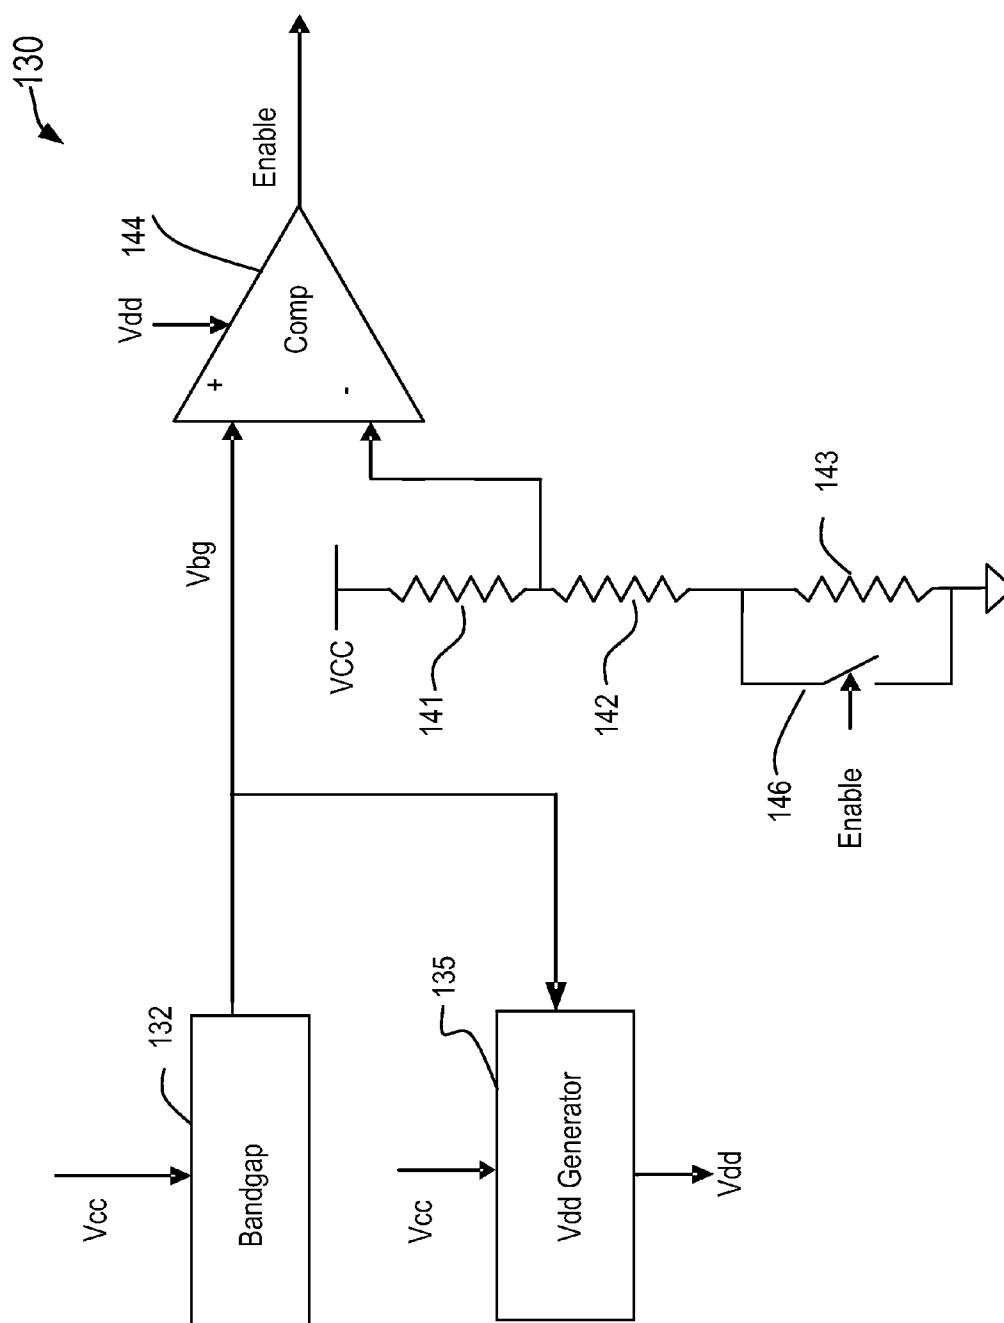 130
Enable
144
Vdd
Comp
+
-
Vbg
VCC
141
142
143
146
Enable
132
Vcc
Bandgap
135
Vcc
Vdd Generator
Vdd